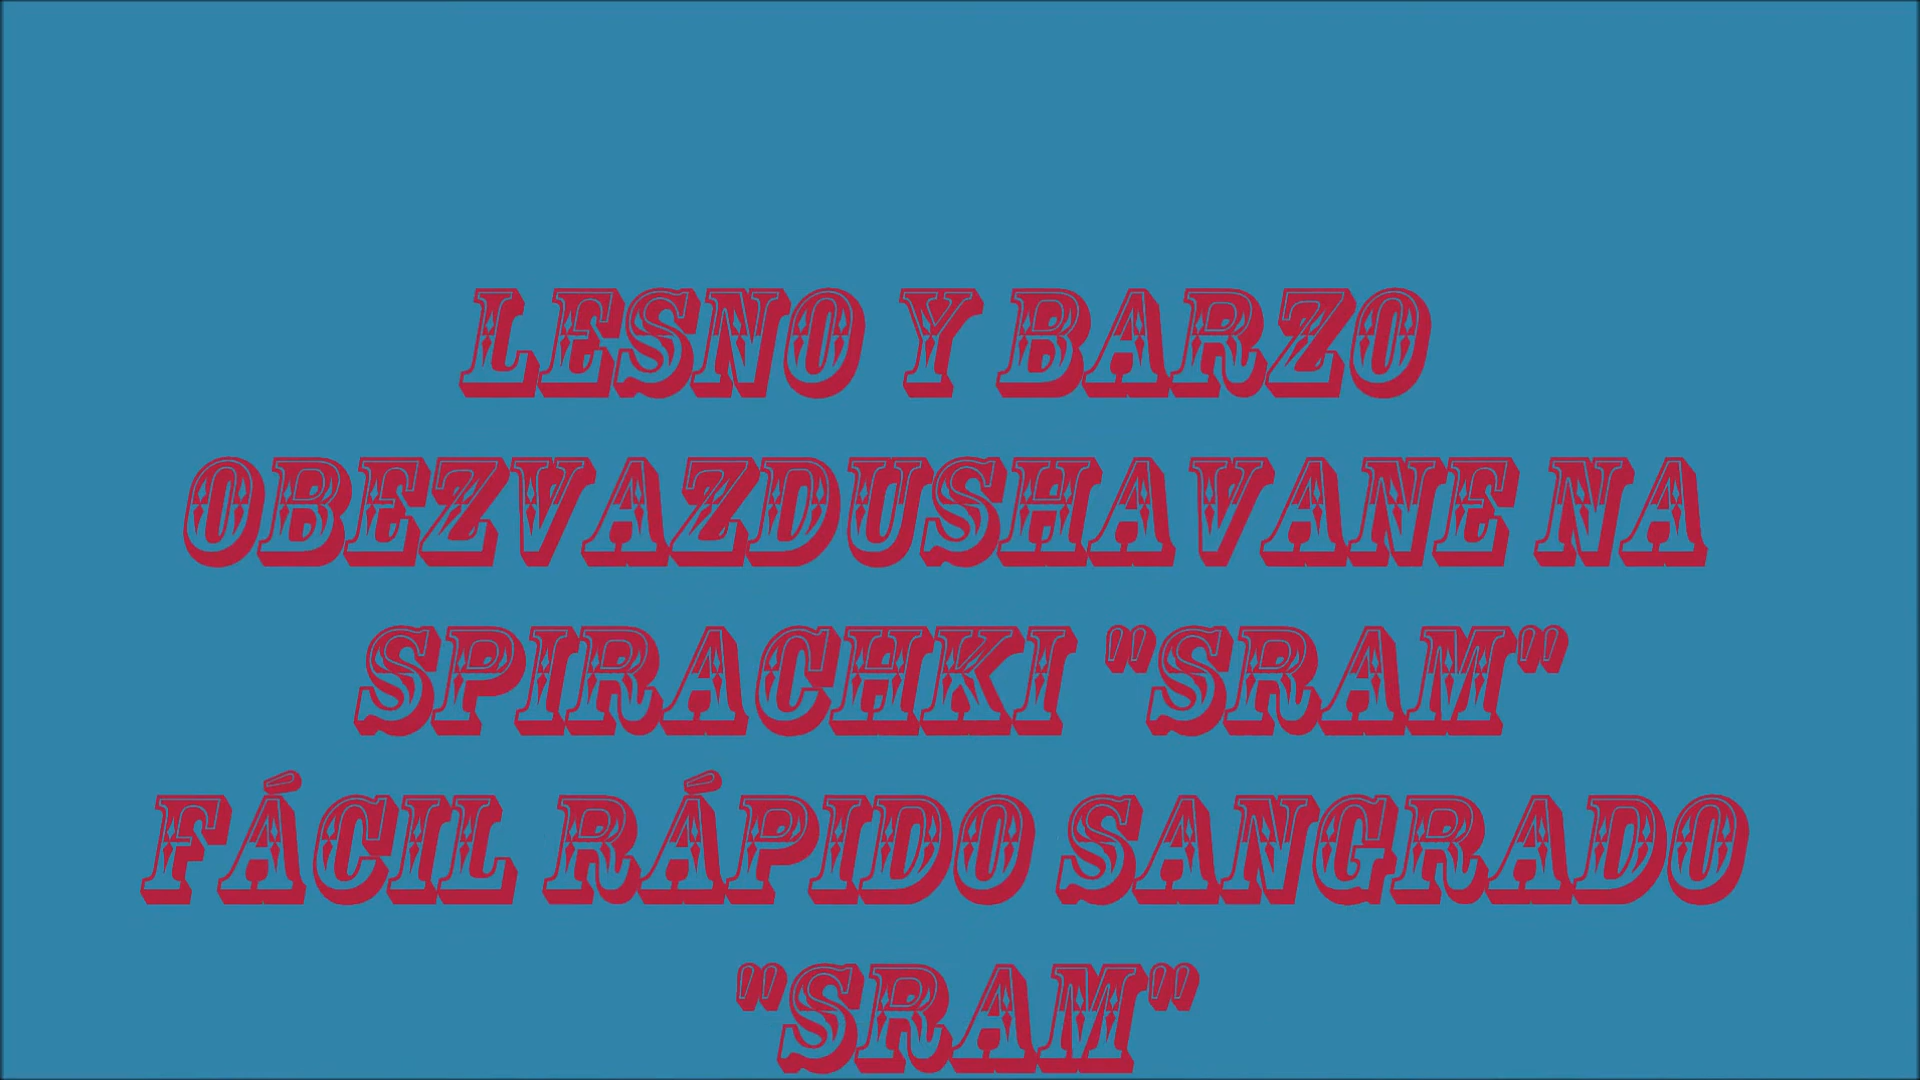 LESNO Y BARZO
OBEZVAZDUSHAVANE NA
SPIRACHKI "SRAM"
FÁCIL RÁPIDO SANGRADO
"SRAM"